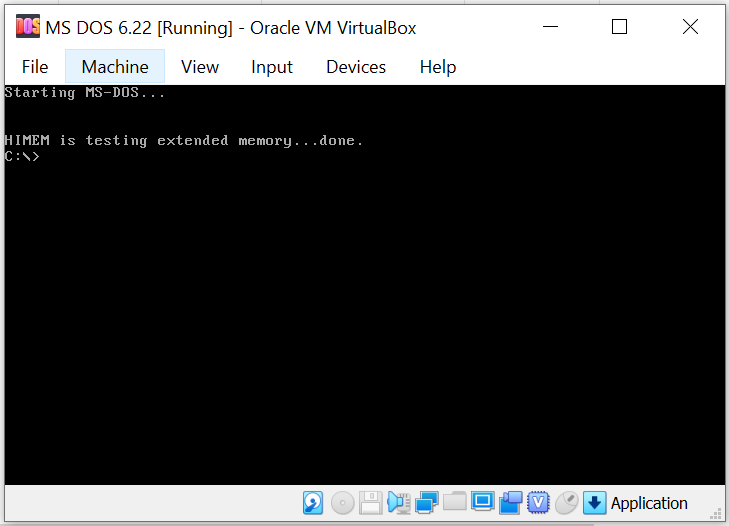 DOS MS DOS 6.22 [Running] - Oracle VM VirtualBox
File Machine View Input Devices Help
Starting MS-DOS...
HIMEM is testing extended memory...done.
C:\>
V Application